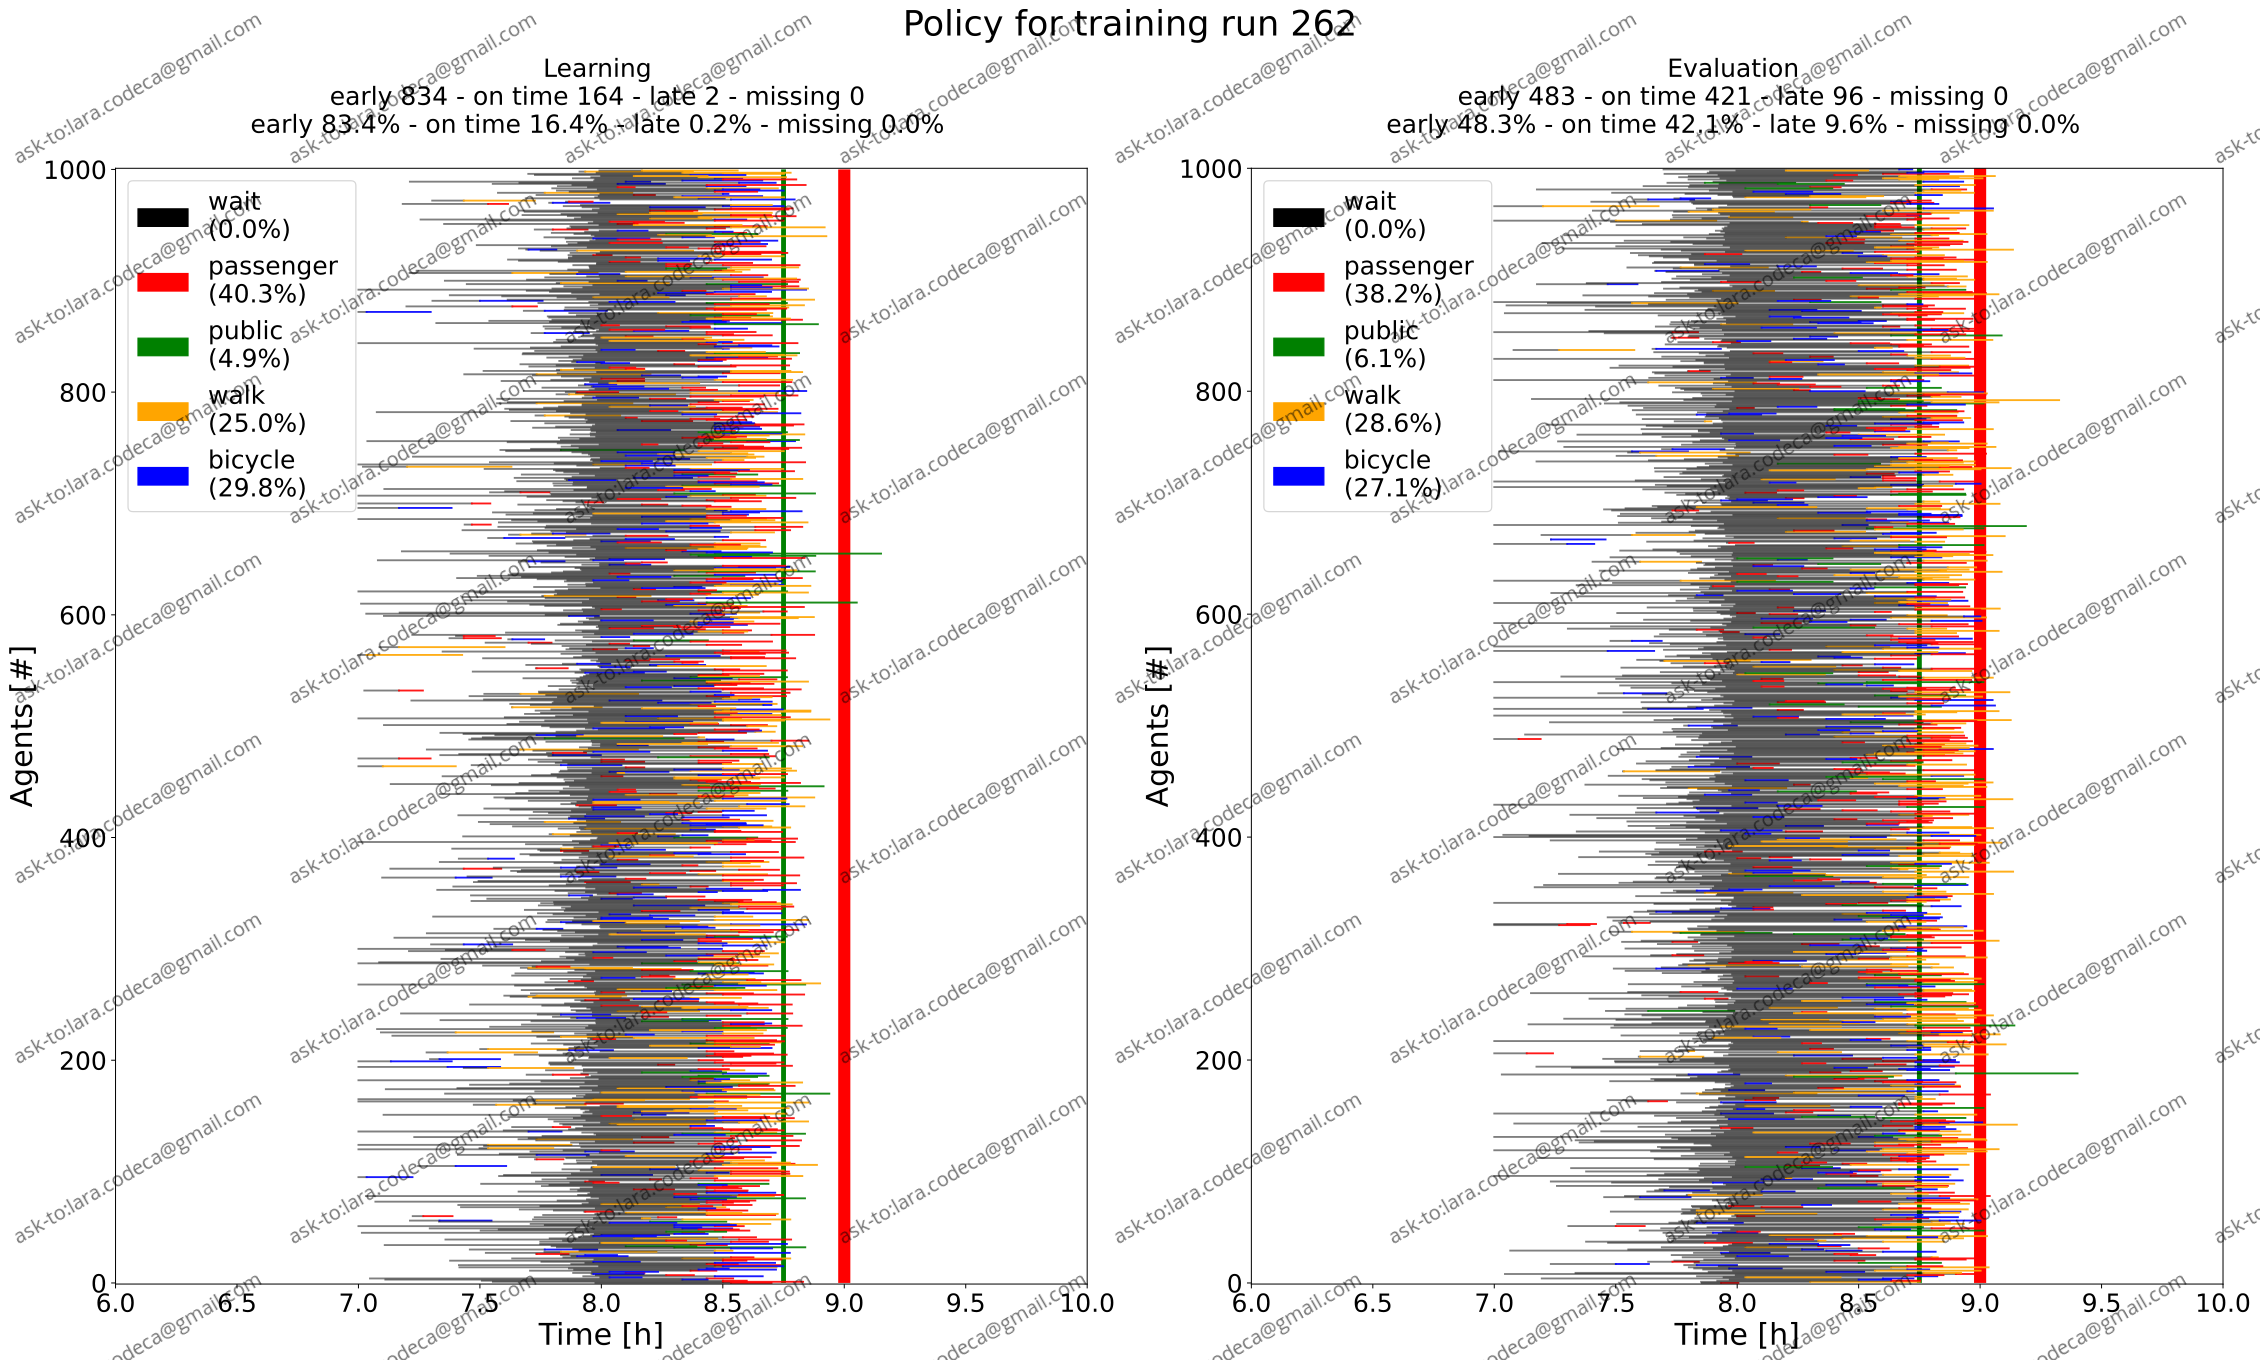 Policy for training run 262
Learning
early 834 - on time 164 - late 2 - missing 0
early 83.4% - on time 16.4% - late 0.2% - missing 0.0%
Agents [#]
1000
800
600
400
200
0
wait
(0.0%)
passenger
(40.3%)
public
(4.9%)
walk
(25.0%)
bicycle
(29.8%)
6.0 6.5 7.0 7.5 8.0 8.5 9.0 9.5 10.0
Time [h]
Evaluation
early 483 - on time 421 - late 96 - missing 0
early 48.3% - on time 42.1% - late 9.6% - missing 0.0%
Agents [#]
1000
800
600
400
200
0
wait
(0.0%)
passenger
(38.2%)
public
(6.1%)
walk
(28.6%)
bicycle
(27.1%)
6.0 6.5 7.0 7.5 8.0 8.5 9.0 9.5 10.0
Time [h]
ask-to:lara.codeca@gmail.com